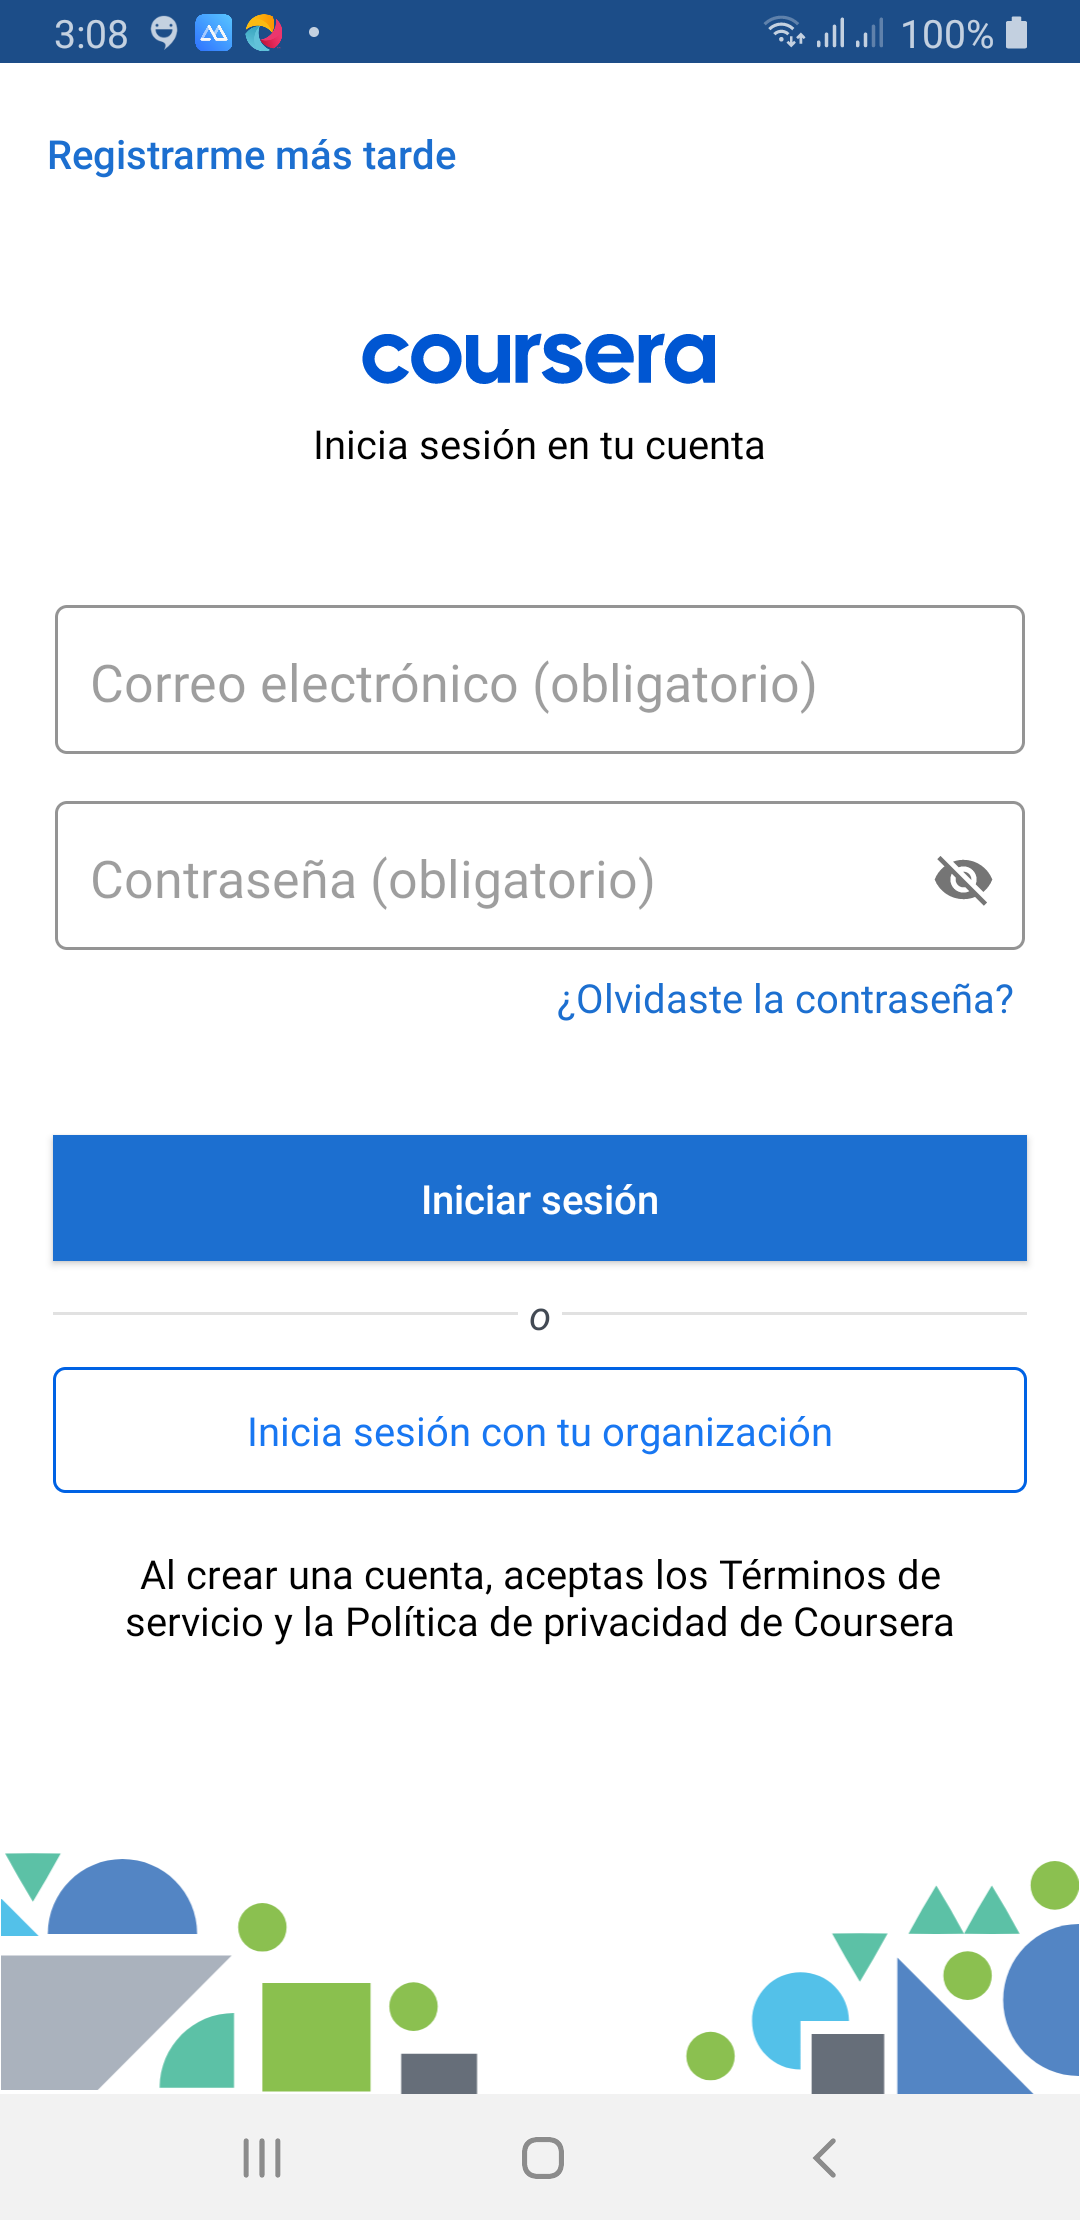 3:08
100%
Registrarme más tarde
coursera
Inicia sesión en tu cuenta
Correo electrónico (obligatorio)
Contraseña (obligatorio)
¿Olvidaste la contraseña?
Iniciar sesión
o
Inicia sesión con tu organización
Al crear una cuenta, aceptas los Términos de
servicio y la Política de privacidad de Coursera